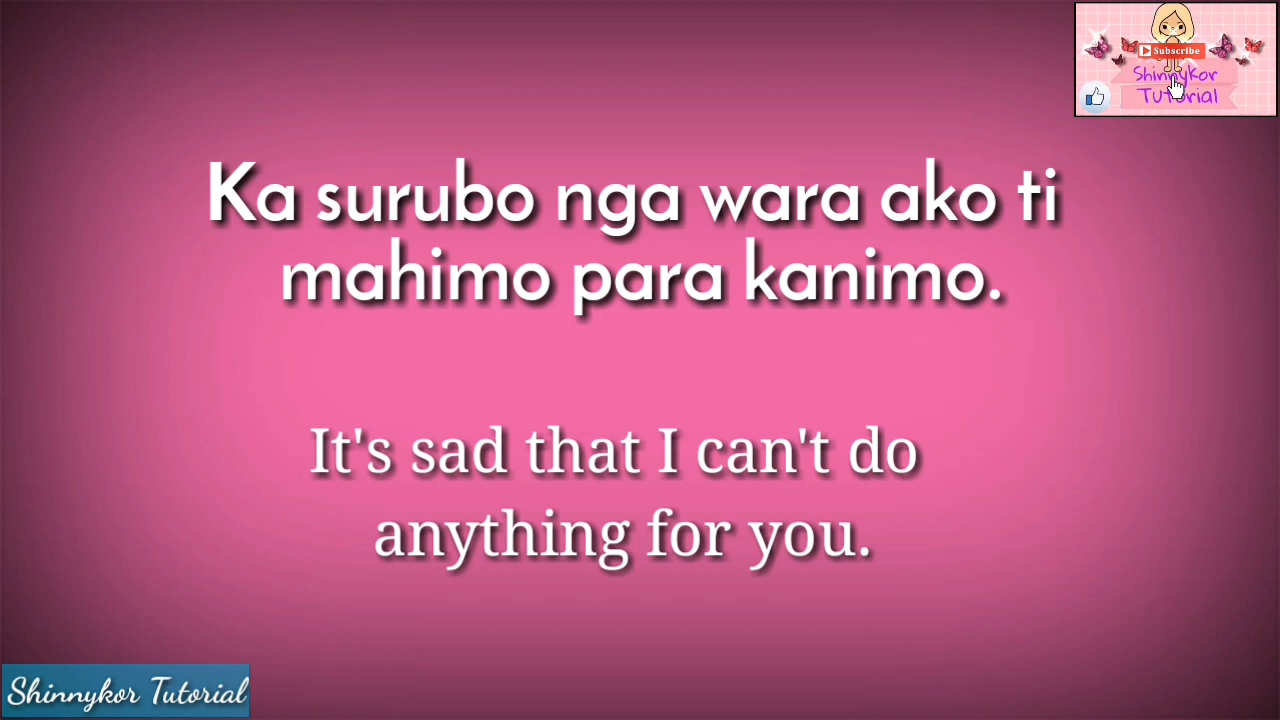 Subscribe
Shinnykor
Tutorial
Ka surubo nga wara ako ti
mahimo para kanimo.
It's sad that I can't do
anything for you.
Shinnykor Tutorial